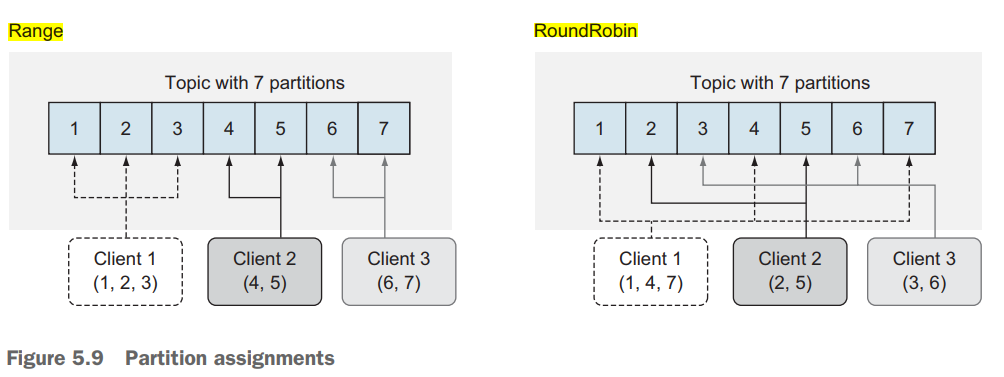 Range
Topic with 7 partitions
1 2 3 4 5 6 7
Client 1
(1, 2, 3)
Client 2
(4, 5)
Client 3
(6, 7)
RoundRobin
Topic with 7 partitions
1 2 3 4 5 6 7
Client 1
(1, 4, 7)
Client 2
(2, 5)
Client 3
(3, 6)
Figure 5.9 Partition assignments